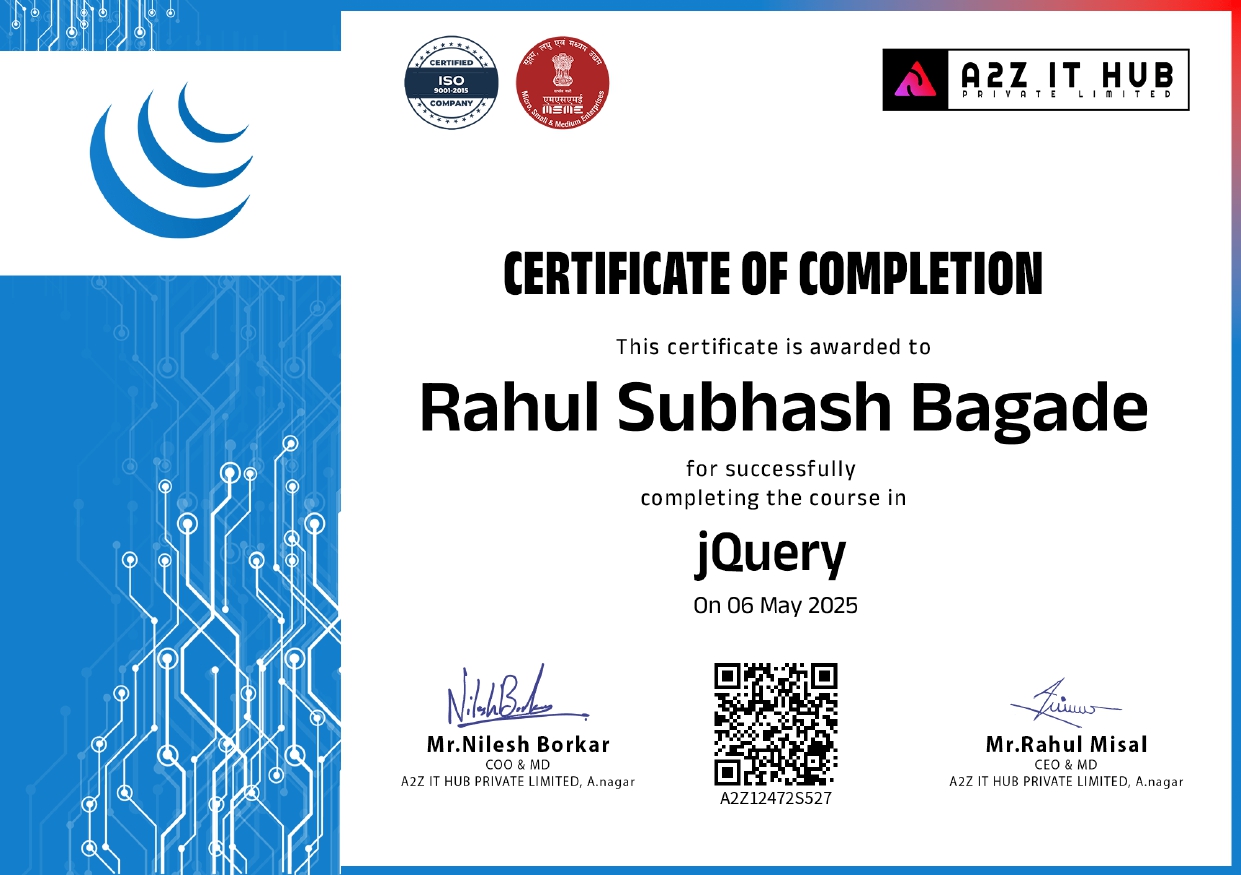 CERTIFIED
ISO
9001-2015
COMPANY
सूक्ष्म, लघु एवं मध्यम उद्यम
एमएसएमई
Micro, Small & Medium Enterprises
A2Z IT HUB
PRIVATE LIMITED
CERTIFICATE OF COMPLETION
This certificate is awarded to
Rahul Subhash Bagade
for successfully
completing the course in
jQuery
On 06 May 2025
Nilesh Borkar
Mr.Nilesh Borkar
COO & MD
A2Z IT HUB PRIVATE LIMITED, A.nagar
A2Z12472S527
Mr.Rahul Misal
CEO & MD
A2Z IT HUB PRIVATE LIMITED, A.nagar